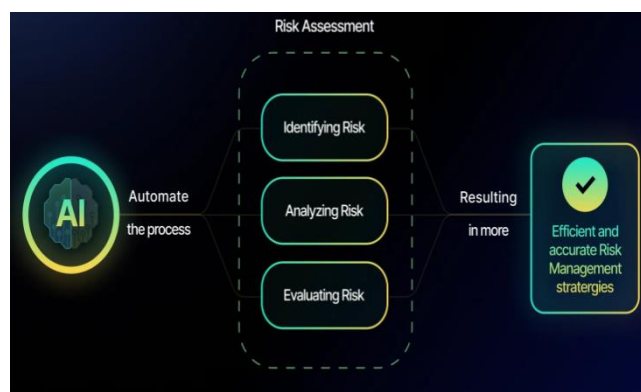 Risk Assessment
Identifying Risk
AI
Automate
the process
Analyzing Risk
Evaluating Risk
Resulting
in more
Efficient and
accurate Risk
Management
stratergies